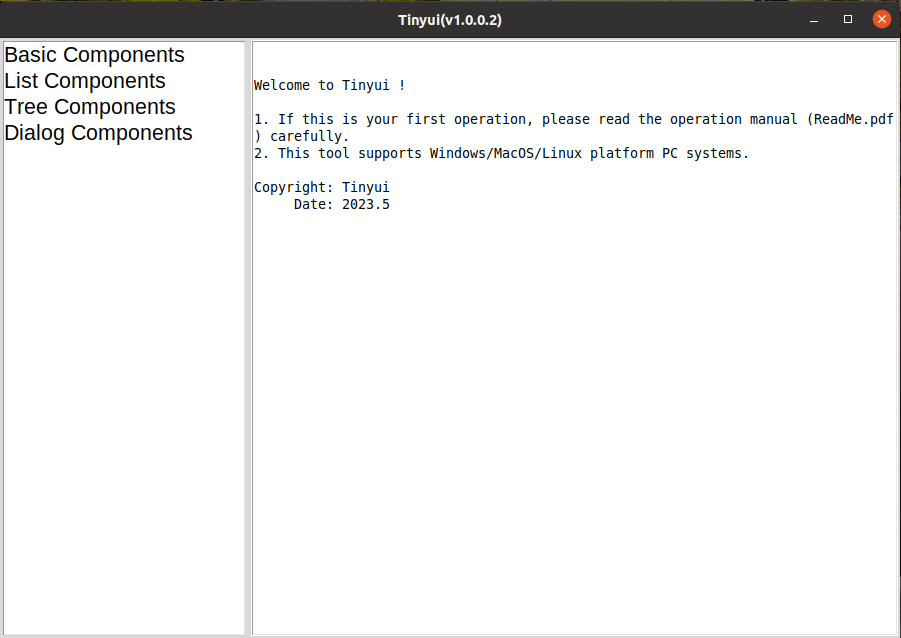 Tinyui(v1.0.0.2)
Basic Components
List Components
Tree Components
Dialog Components
Welcome to Tinyui !
1. If this is your first operation, please read the operation manual (ReadMe.pdf
) carefully.
2. This tool supports Windows/MacOS/Linux platform PC systems.
Copyright: Tinyui
Date: 2023.5